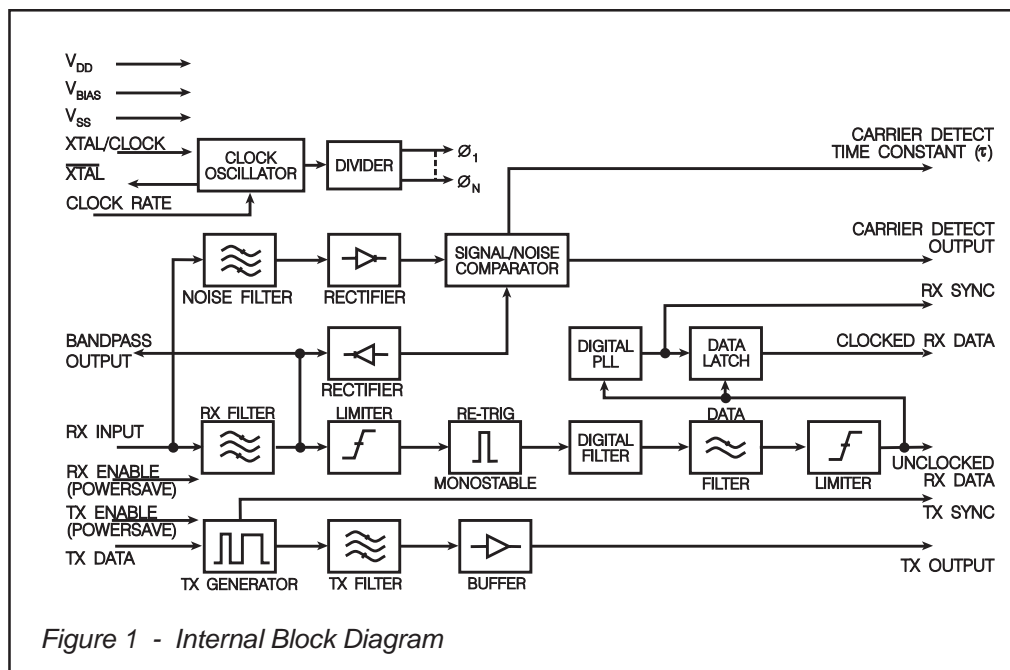 V_DD
V_BIAS
V_SS
XTAL/CLOCK
XTAL
CLOCK RATE
CLOCK
OSCILLATOR
DIVIDER
Ø_1
Ø_N
CARRIER DETECT
TIME CONSTANT (τ)
NOISE FILTER
RECTIFIER
SIGNAL/NOISE
COMPARATOR
CARRIER DETECT
OUTPUT
RX SYNC
BANDPASS
OUTPUT
RECTIFIER
DIGITAL
PLL
DATA
LATCH
CLOCKED RX DATA
RX INPUT
RX FILTER
LIMITER
RE-TRIG
MONOSTABLE
DIGITAL
FILTER
DATA
FILTER
LIMITER
UNCLOCKED
RX DATA
RX ENABLE
(POWERSAVE)
TX ENABLE
(POWERSAVE)
TX SYNC
TX DATA
TX GENERATOR
TX FILTER
BUFFER
TX OUTPUT
Figure 1 - Internal Block Diagram